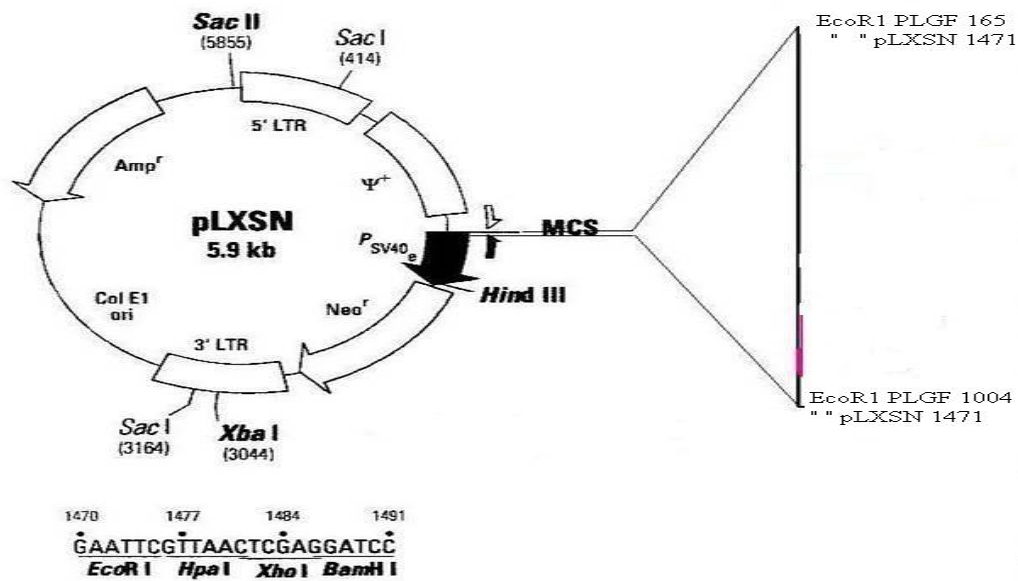 Sac II
(5855)
Sac I
(414)
EcoR1 PLGF 165
" " pLXSN 1471
5' LTR
Ampʳ
Ψ⁺
pLXSN
5.9 kb
P SV40 e
MCS
Hind III
Col E1
ori
Neoʳ
3' LTR
EcoR1 PLGF 1004
" " pLXSN 1471
Sac I
(3164)
Xba I
(3044)
1470 1477 1484 1491
GAATTCGTTAACTCGAGGATCC
EcoR I Hpa I Xho I BamH I